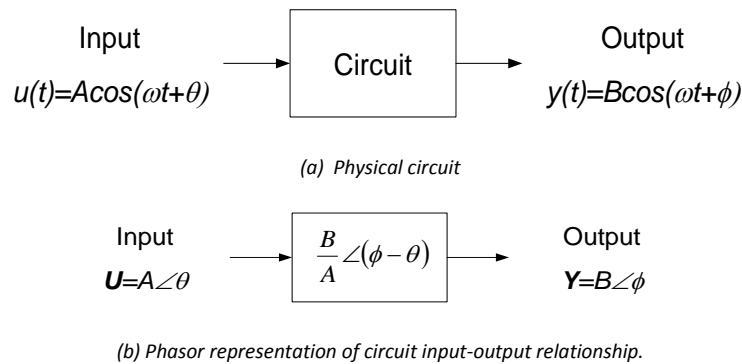 Input
Circuit
Output
u(t)=Acos(ωt+θ)
y(t)=Bcos(ωt+ϕ)
(a) Physical circuit
Input
B/A ∠(ϕ − θ)
Output
U=A∠θ
Y=B∠ϕ
(b) Phasor representation of circuit input-output relationship.